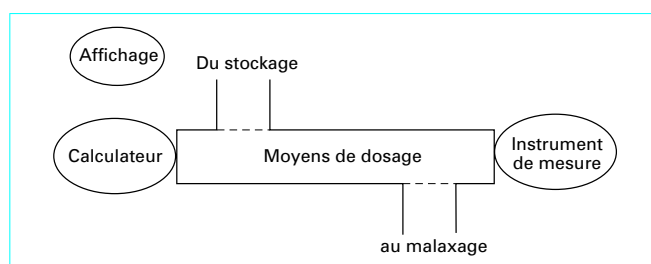 Affichage
Du stockage
Calculateur
Moyens de dosage
Instrument
de mesure
au malaxage